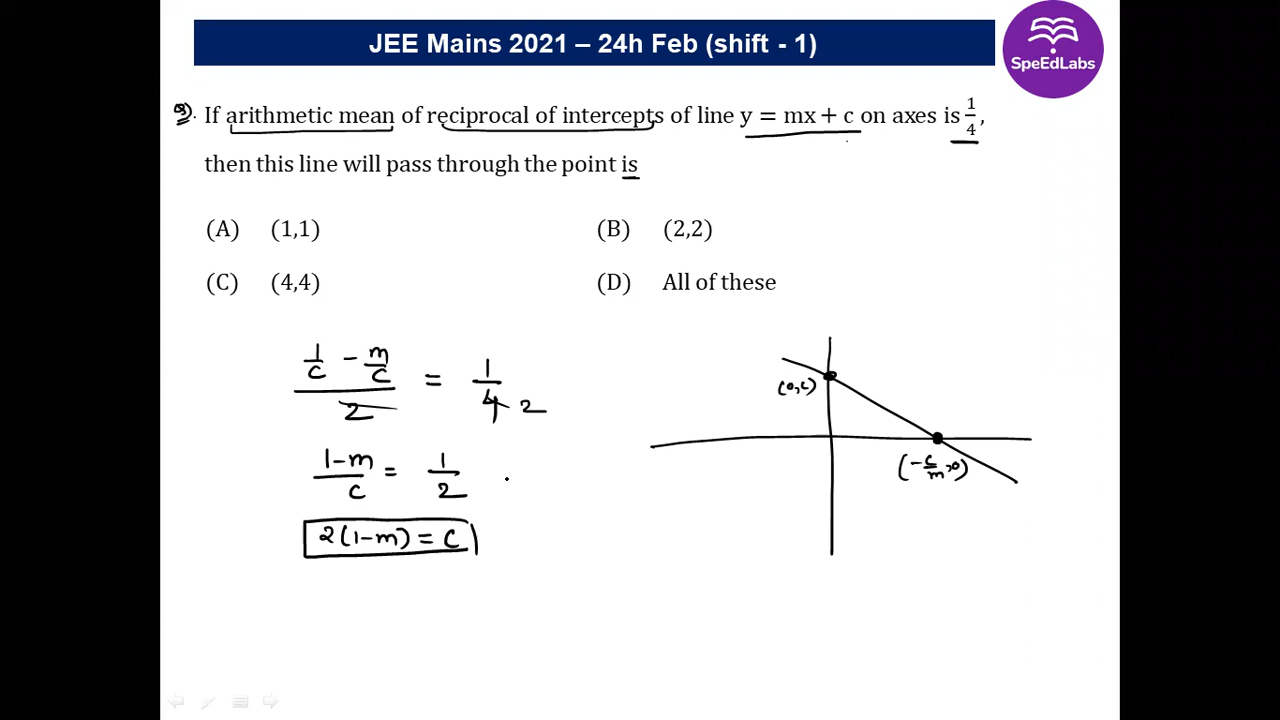 JEE Mains 2021 – 24h Feb (shift - 1)
SpeEdLabs
Q. If arithmetic mean of reciprocal of intercepts of line y = mx + c on axes is 1/4,
then this line will pass through the point is
(A) (1,1) (B) (2,2)
(C) (4,4) (D) All of these
(1/c - m/c)/2 = 1/4 2
(1-m)/c = 1/2
2(1-m) = c
(0,c)
(-c/m,0)